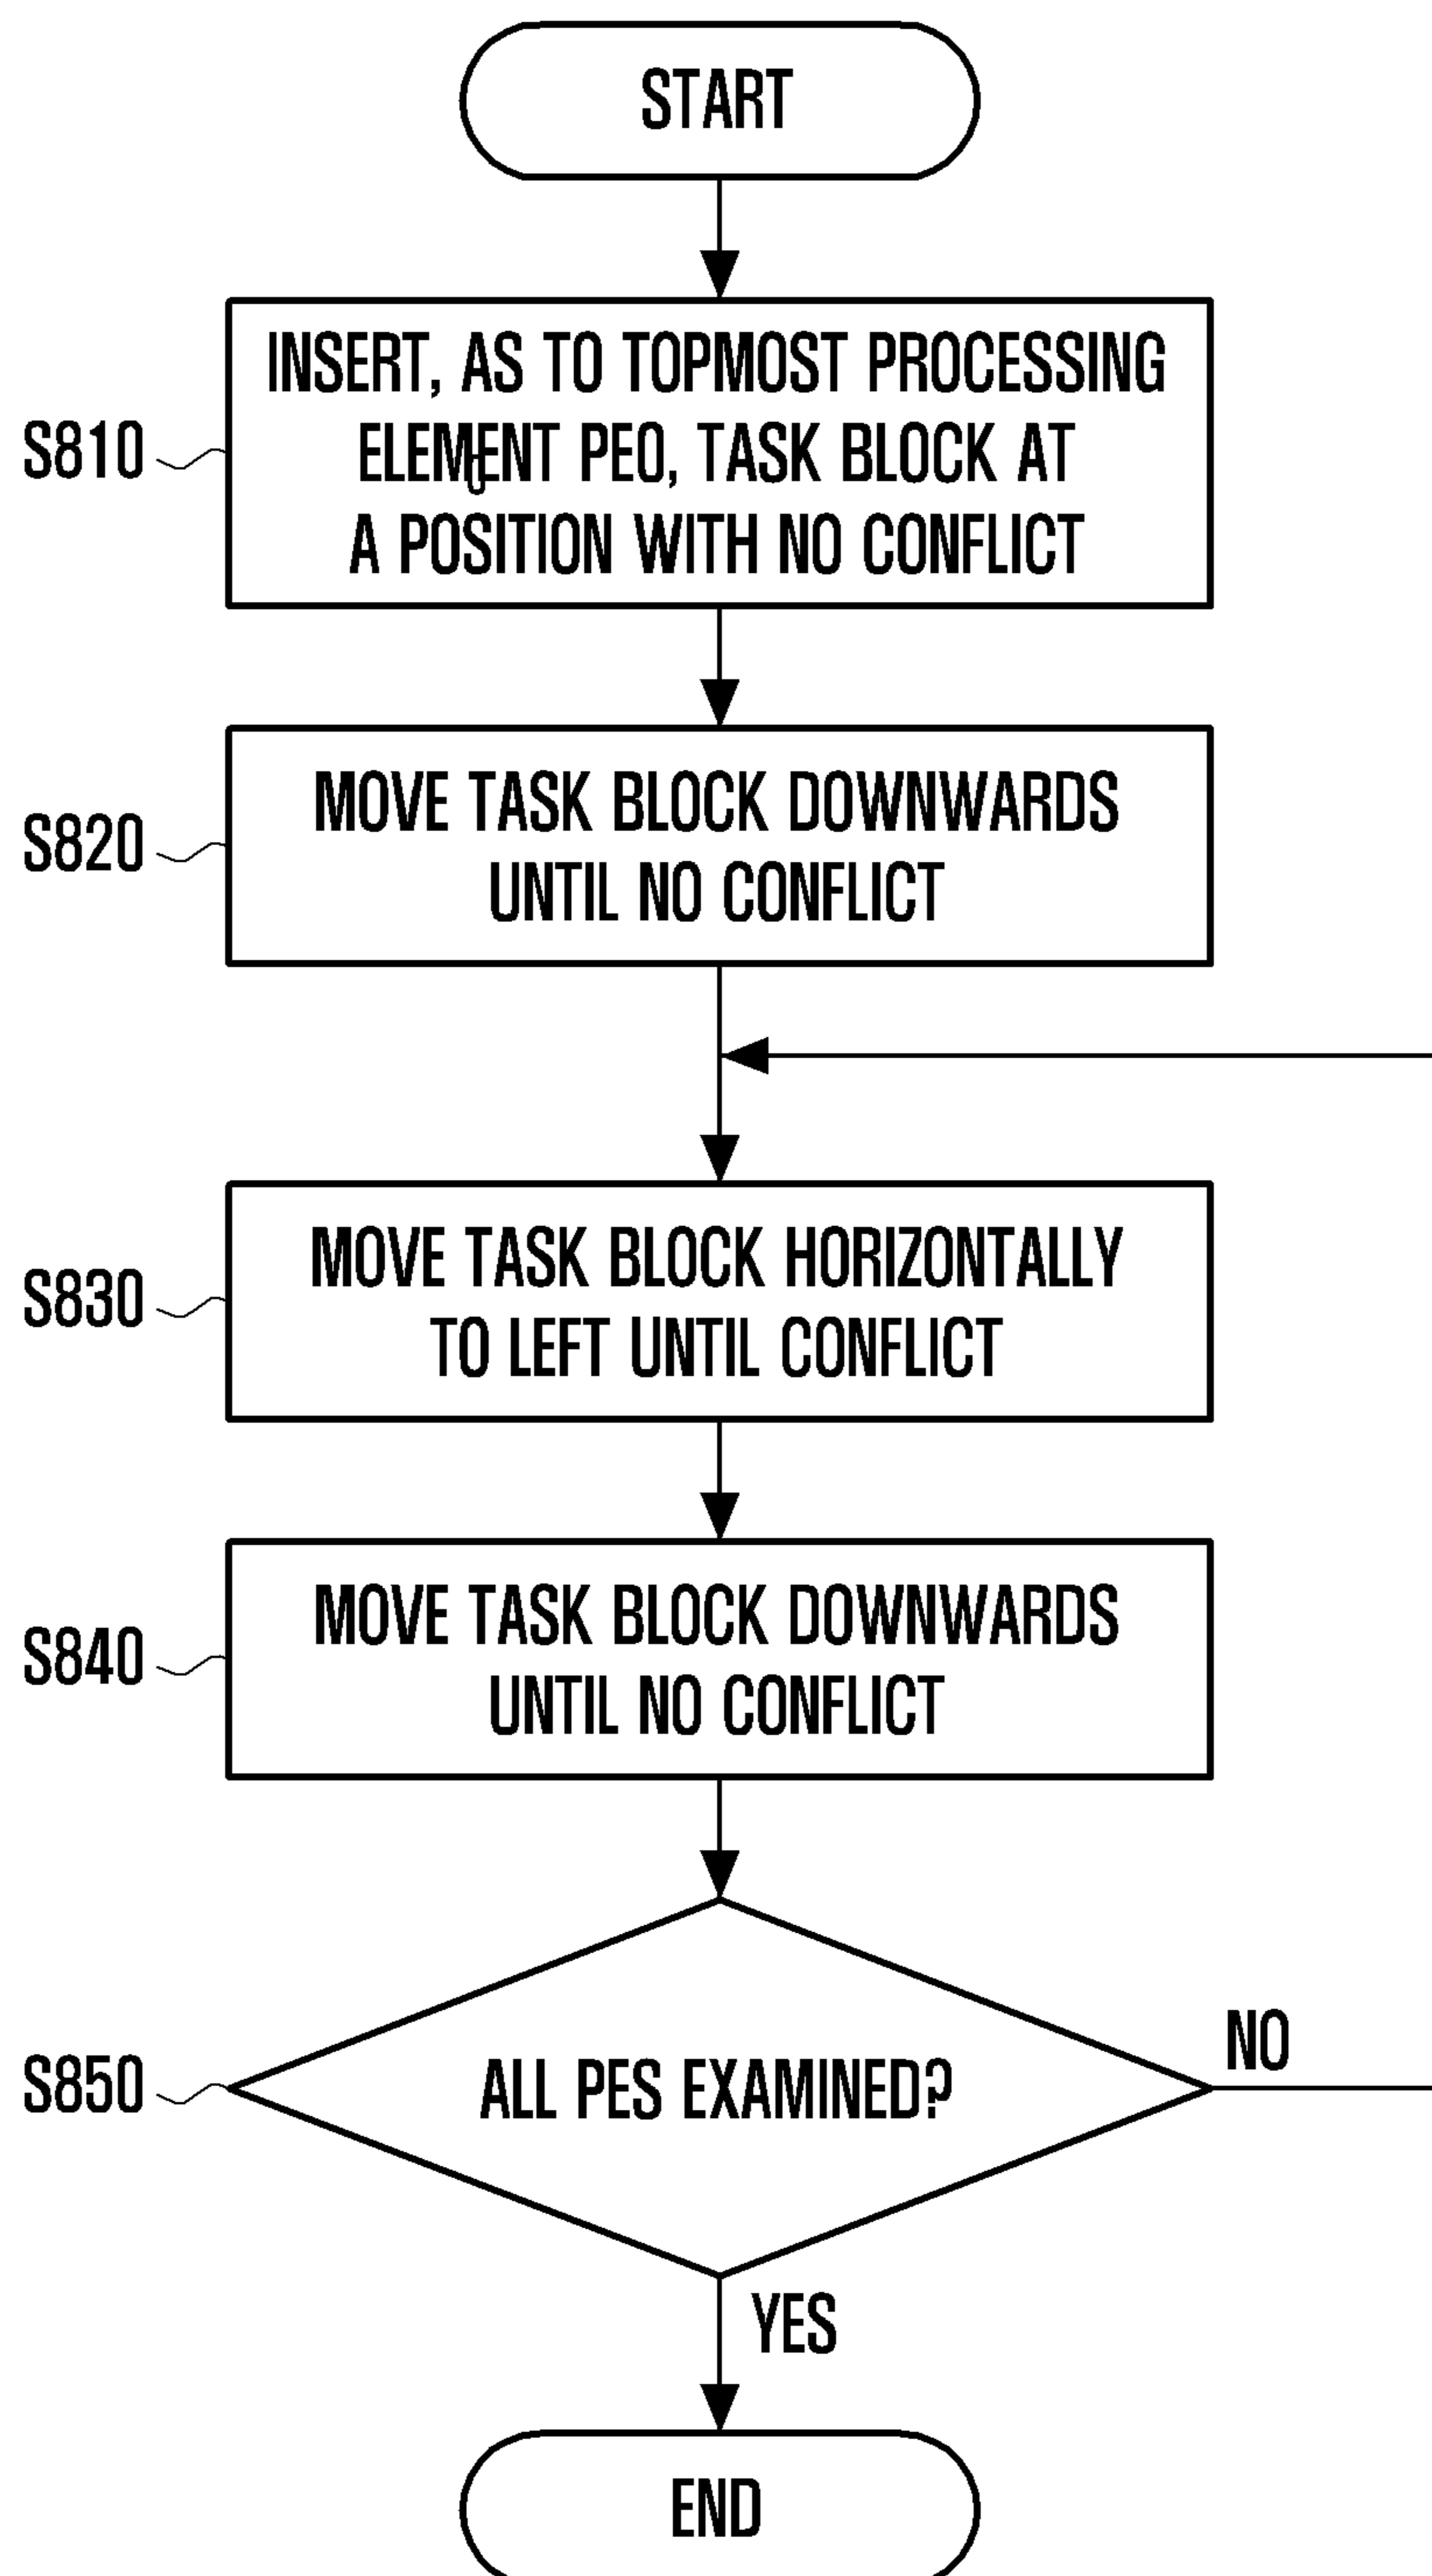 START
S810
INSERT, AS TO TOPMOST PROCESSING
ELEMENT PE0, TASK BLOCK AT
A POSITION WITH NO CONFLICT
S820
MOVE TASK BLOCK DOWNWARDS
UNTIL NO CONFLICT
S830
MOVE TASK BLOCK HORIZONTALLY
TO LEFT UNTIL CONFLICT
S840
MOVE TASK BLOCK DOWNWARDS
UNTIL NO CONFLICT
S850
ALL PES EXAMINED?
NO
YES
END